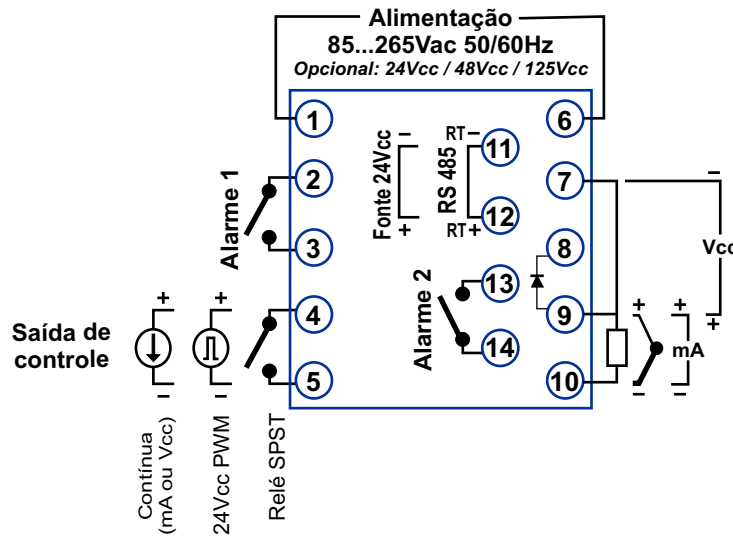 Alimentação
85...265Vac 50/60Hz
Opcional: 24Vcc / 48Vcc / 125Vcc
1
6
RT−
11
2
7
−
Alarme 1
Fonte 24Vcc
− +
RS 485
12
RT+
3
8
Vcc
13
Alarme 2
4
9
+
+ +
+ +
Saída de
controle
14
mA
5
10
− −
− −
Contínua
(mA ou Vcc)
24Vcc PWM
Relé SPST